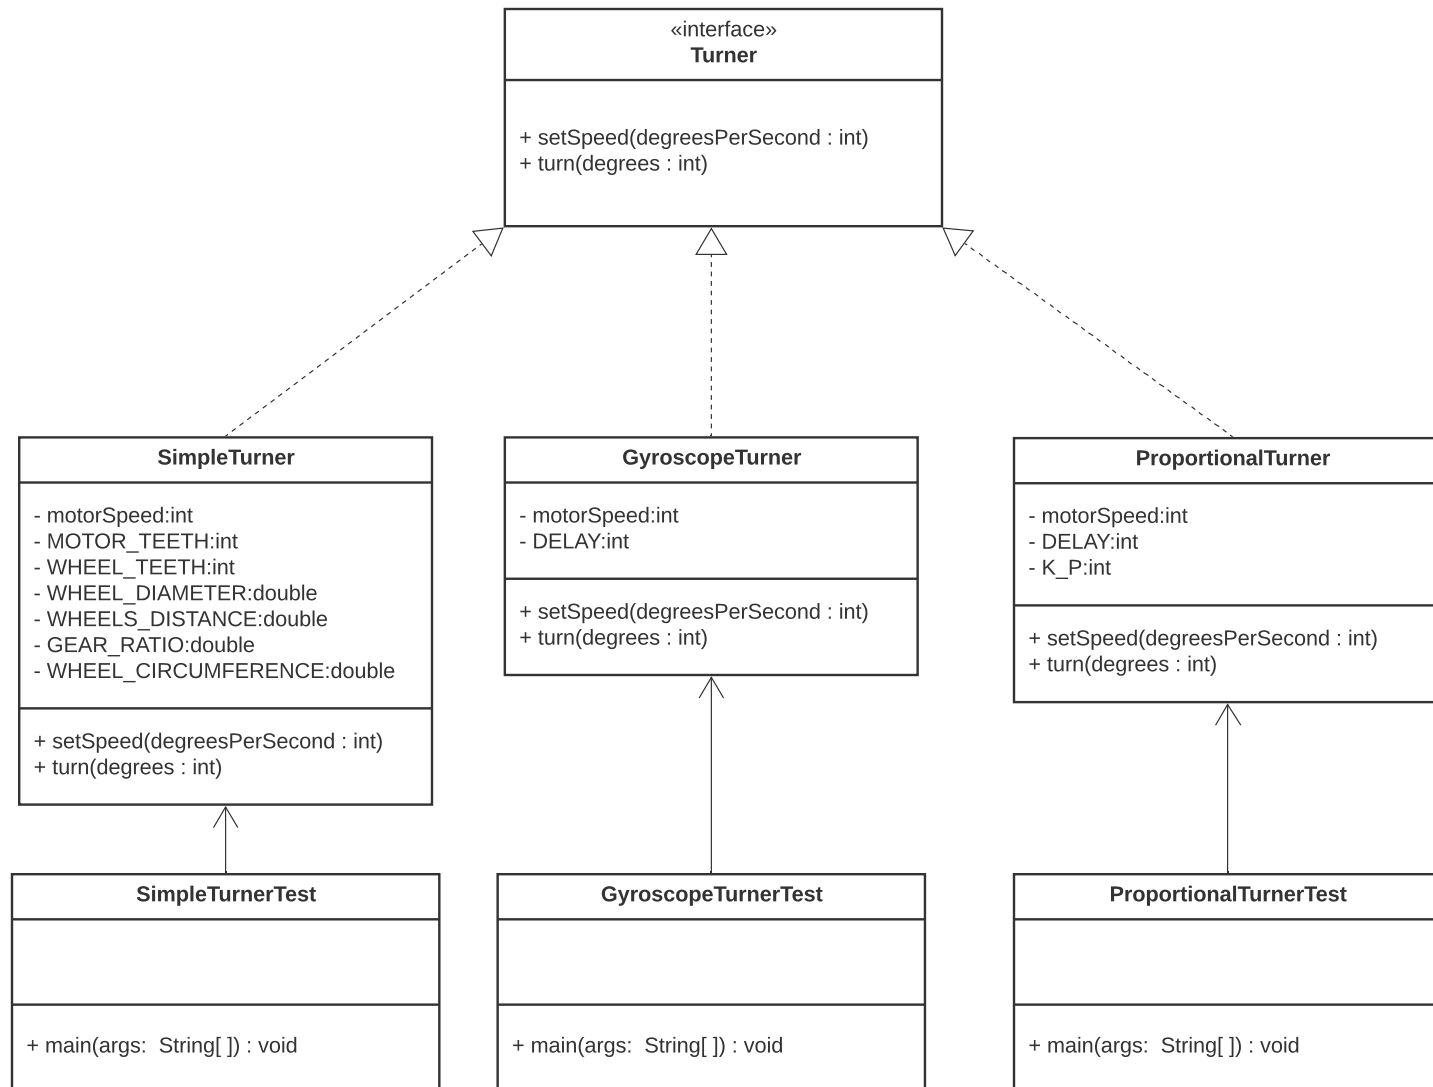 «interface»
Turner
+ setSpeed(degreesPerSecond : int)
+ turn(degrees : int)
SimpleTurner
- motorSpeed:int
- MOTOR_TEETH:int
- WHEEL_TEETH:int
- WHEEL_DIAMETER:double
- WHEELS_DISTANCE:double
- GEAR_RATIO:double
- WHEEL_CIRCUMFERENCE:double
+ setSpeed(degreesPerSecond : int)
+ turn(degrees : int)
GyroscopeTurner
- motorSpeed:int
- DELAY:int
+ setSpeed(degreesPerSecond : int)
+ turn(degrees : int)
ProportionalTurner
- motorSpeed:int
- DELAY:int
- K_P:int
+ setSpeed(degreesPerSecond : int)
+ turn(degrees : int)
SimpleTurnerTest
+ main(args:  String[ ]) : void
GyroscopeTurnerTest
+ main(args:  String[ ]) : void
ProportionalTurnerTest
+ main(args:  String[ ]) : void